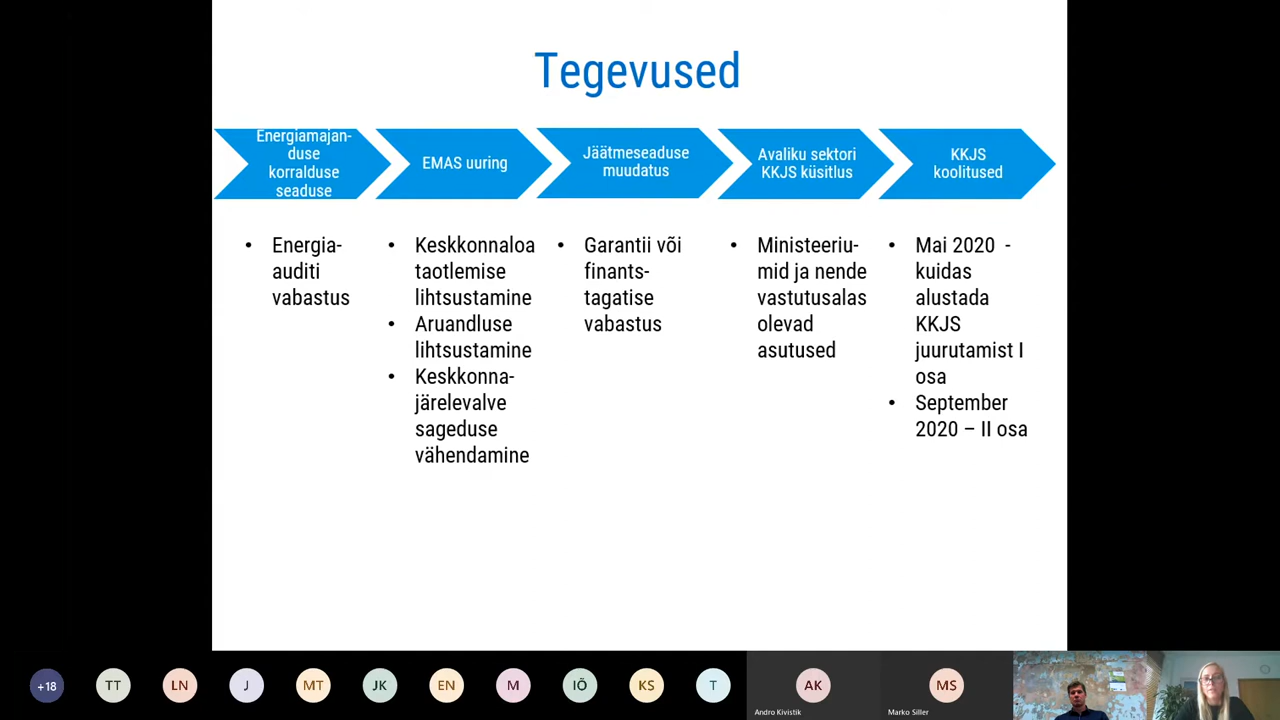 Tegevused
Energiamajan-
duse
korralduse
seaduse
EMAS uuring
Jäätmeseaduse
muudatus
Avaliku sektori
KKJS küsitlus
KKJS
koolitused
• Energia-
auditi
vabastus
• Keskkonnaloa
taotlemise
lihtsustamine
• Aruandluse
lihtsustamine
• Keskkonna-
järelevalve
sageduse
vähendamine
• Garantii või
finants-
tagatise
vabastus
• Ministeeriu-
mid ja nende
vastutusalas
olevad
asutused
• Mai 2020 -
kuidas
alustada
KKJS
juurutamist I
osa
• September
2020 – II osa
+18
TT
LN
J
MT
JK
EN
M
IÕ
KS
T
AK
Andro Kivistik
MS
Marko Siller